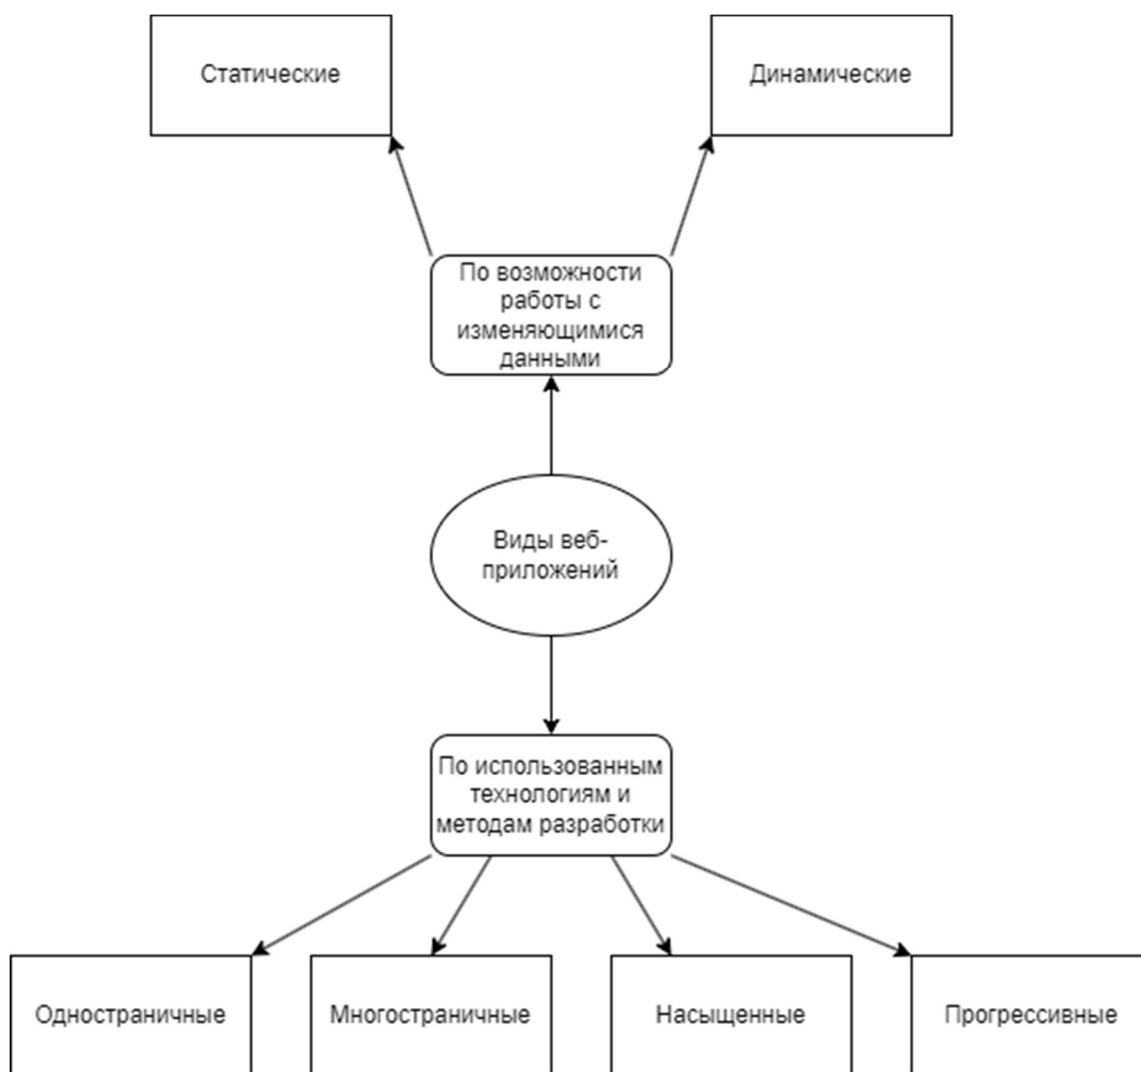 Статические
Динамические
По возможности
работы с
изменяющимися
данными
Виды веб-
приложений
По использованным
технологиям и
методам разработки
Одностраничные
Многостраничные
Насыщенные
Прогрессивные